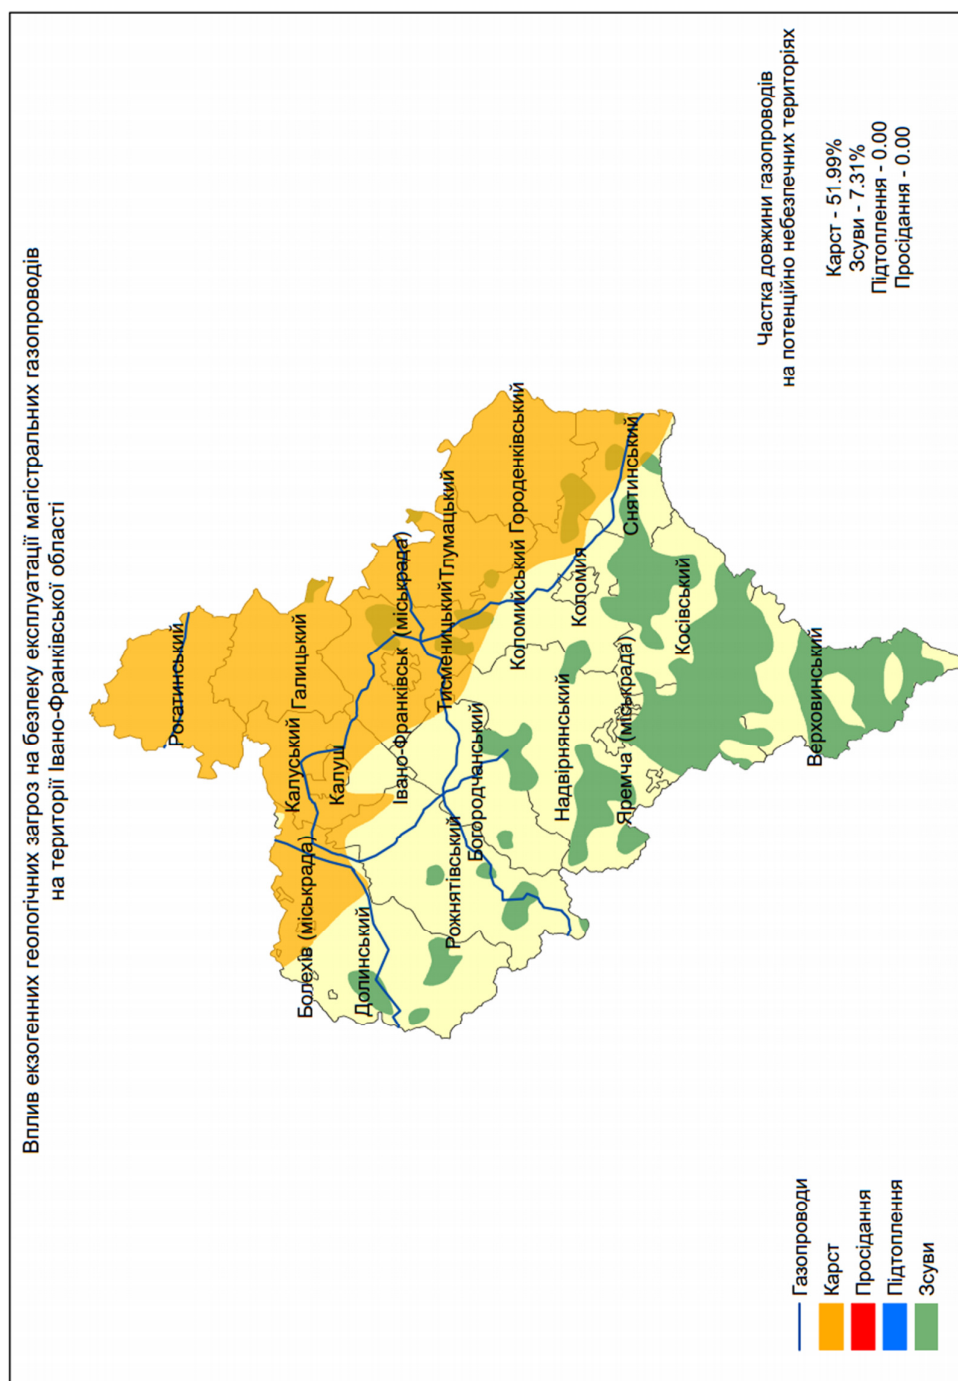 Вплив екзогенних геологічних загроз на безпеку експлуатації магістральних газопроводів
на території Івано-Франківської області
Рогатинський
Галицький
Калуський
Калуш
Болехів (міськрада)
Долинський
Івано-Франківськ (міськрада)
Тисменицький
Тлумацький
Рожнятівський
Богородчанський
Городенківський
Коломийський
Коломия
Надвірнянський
Снятинський
Яремча (міськрада)
Косівський
Верховинський
Частка довжини газопроводів
на потенційно небезпечних територіях
Карст - 51.99%
Зсуви - 7.31%
Підтоплення - 0.00
Просідання - 0.00
Газопроводи
Карст
Просідання
Підтоплення
Зсуви